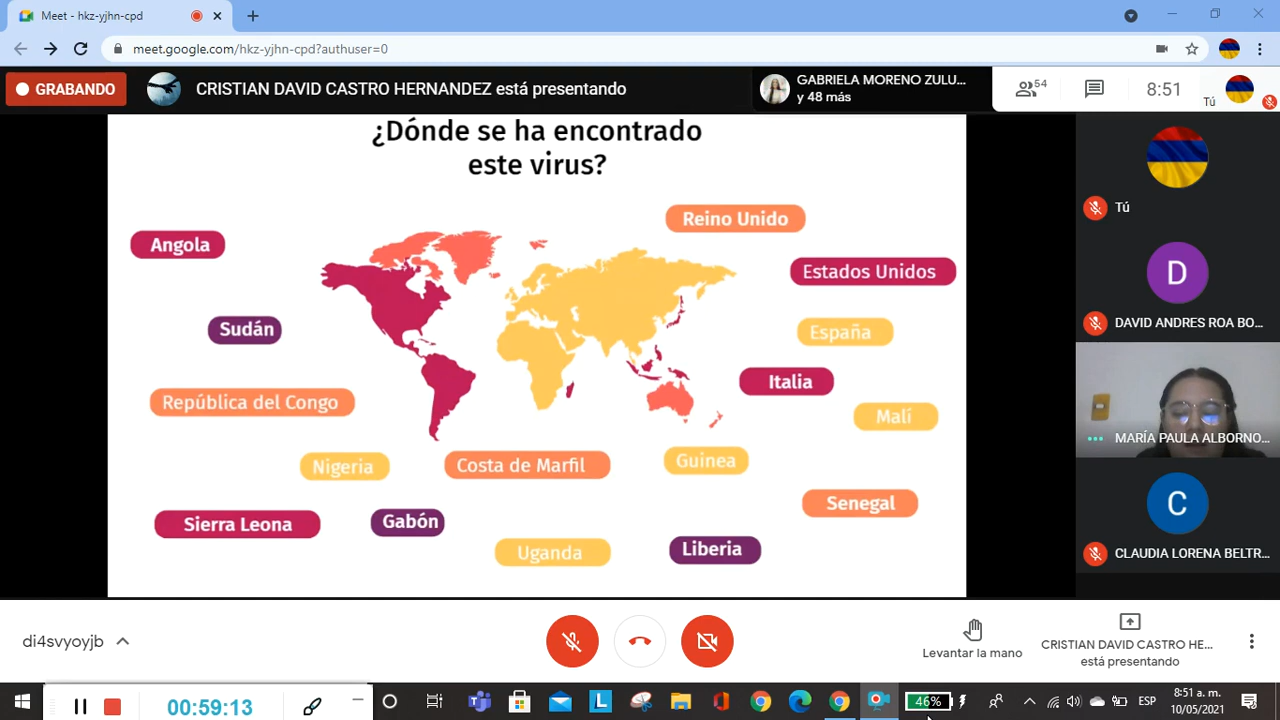 Meet - hkz-yjhn-cpd
meet.google.com/hkz-yjhn-cpd?authuser=0
GRABANDO
CRISTIAN DAVID CASTRO HERNANDEZ está presentando
GABRIELA MORENO ZULU...
y 48 más
54
8:51
Tú
¿Dónde se ha encontrado
este virus?
Reino Unido
Angola
Estados Unidos
Sudán
España
Italia
República del Congo
Malí
Nigeria
Costa de Marfil
Guinea
Senegal
Sierra Leona
Gabón
Uganda
Liberia
Tú
D
DAVID ANDRES ROA BO...
MARÍA PAULA ALBORNO...
C
CLAUDIA LORENA BELTR...
di4svyoyjb
Levantar la mano
CRISTIAN DAVID CASTRO HE...
está presentando
00:59:13
L
46%
ESP
8:51 a. m.
10/05/2021